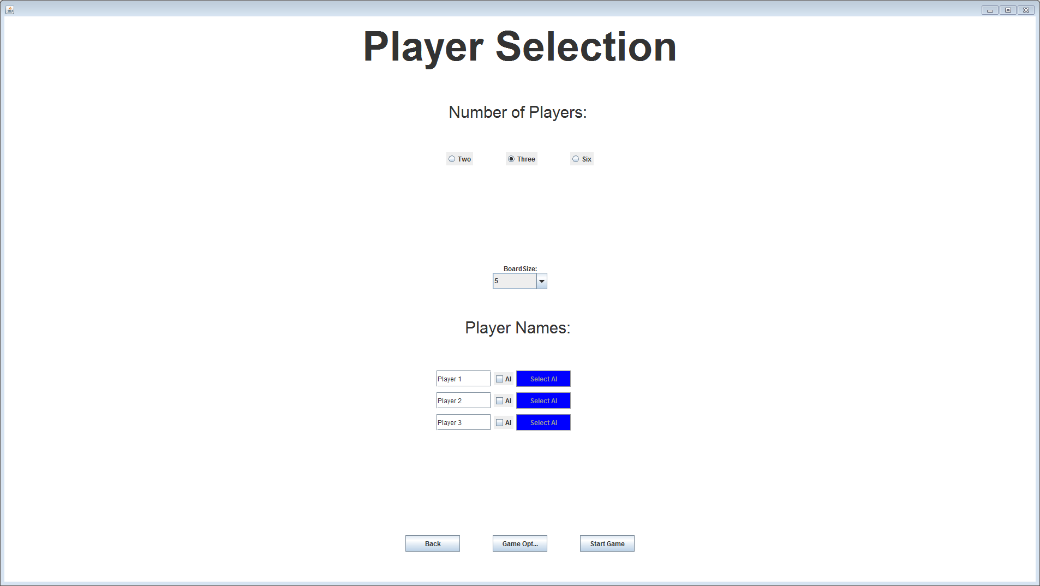 Player Selection
Number of Players:
Two Three Six
BoardSize:
5
Player Names:
Player 1 AI Select AI
Player 2 AI Select AI
Player 3 AI Select AI
Back Game Opt... Start Game